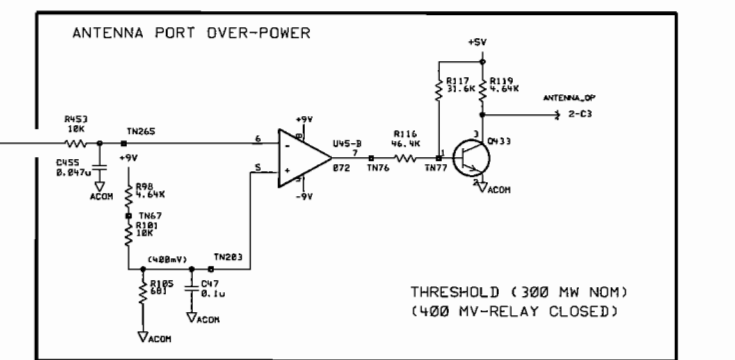 ANTENNA PORT OVER-POWER
+5V
R117
31.6K
R119
4.64K
ANTENNA_OP
2-C3
R453
10K
TN265
+9V
6
-
U45-B
7
072
TN76
R116
46.4K
TN77
1
3
Q433
2
ACOM
C455
0.047u
ACOM
+9V
8
5
+
-9V
R98
4.64K
TN67
R101
10K
(400mV)
TN203
R105
681
C47
0.1u
ACOM
ACOM
THRESHOLD (300 MW NOM)
(400 MV-RELAY CLOSED)